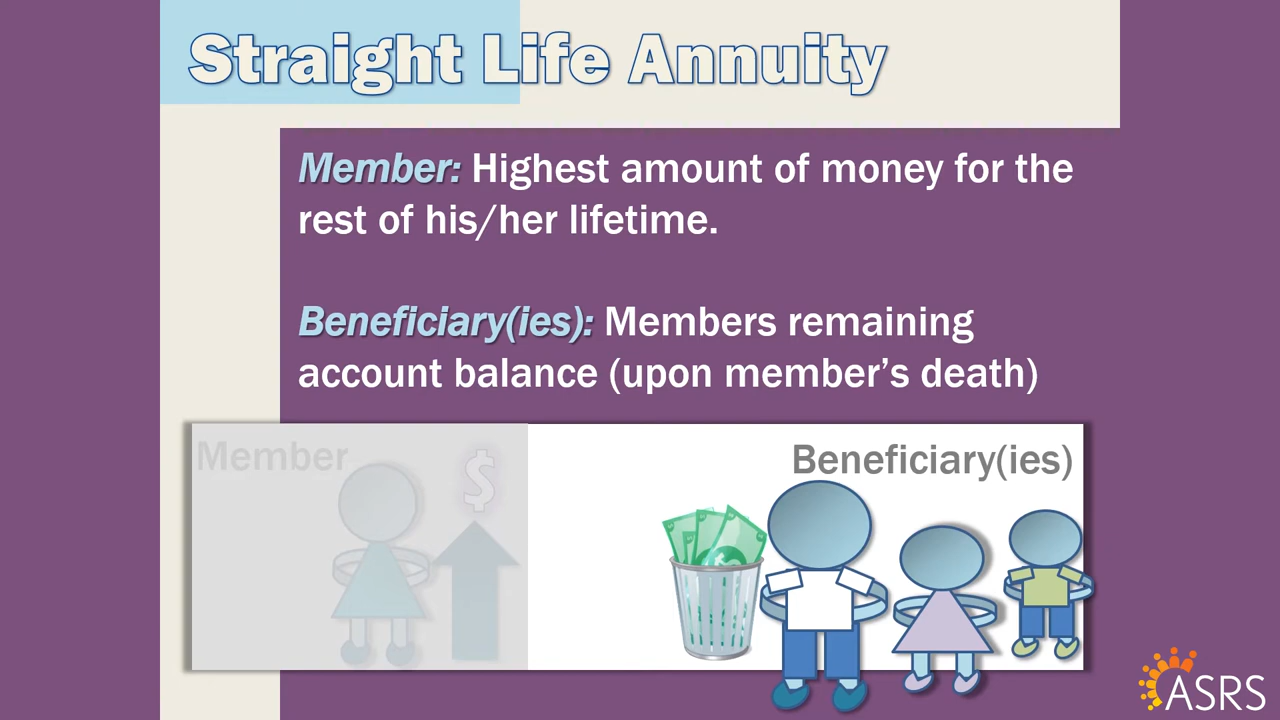 Straight Life Annuity
Member: Highest amount of money for the
rest of his/her lifetime.
Beneficiary(ies): Members remaining
account balance (upon member’s death)
Member
$
Beneficiary(ies)
ASRS